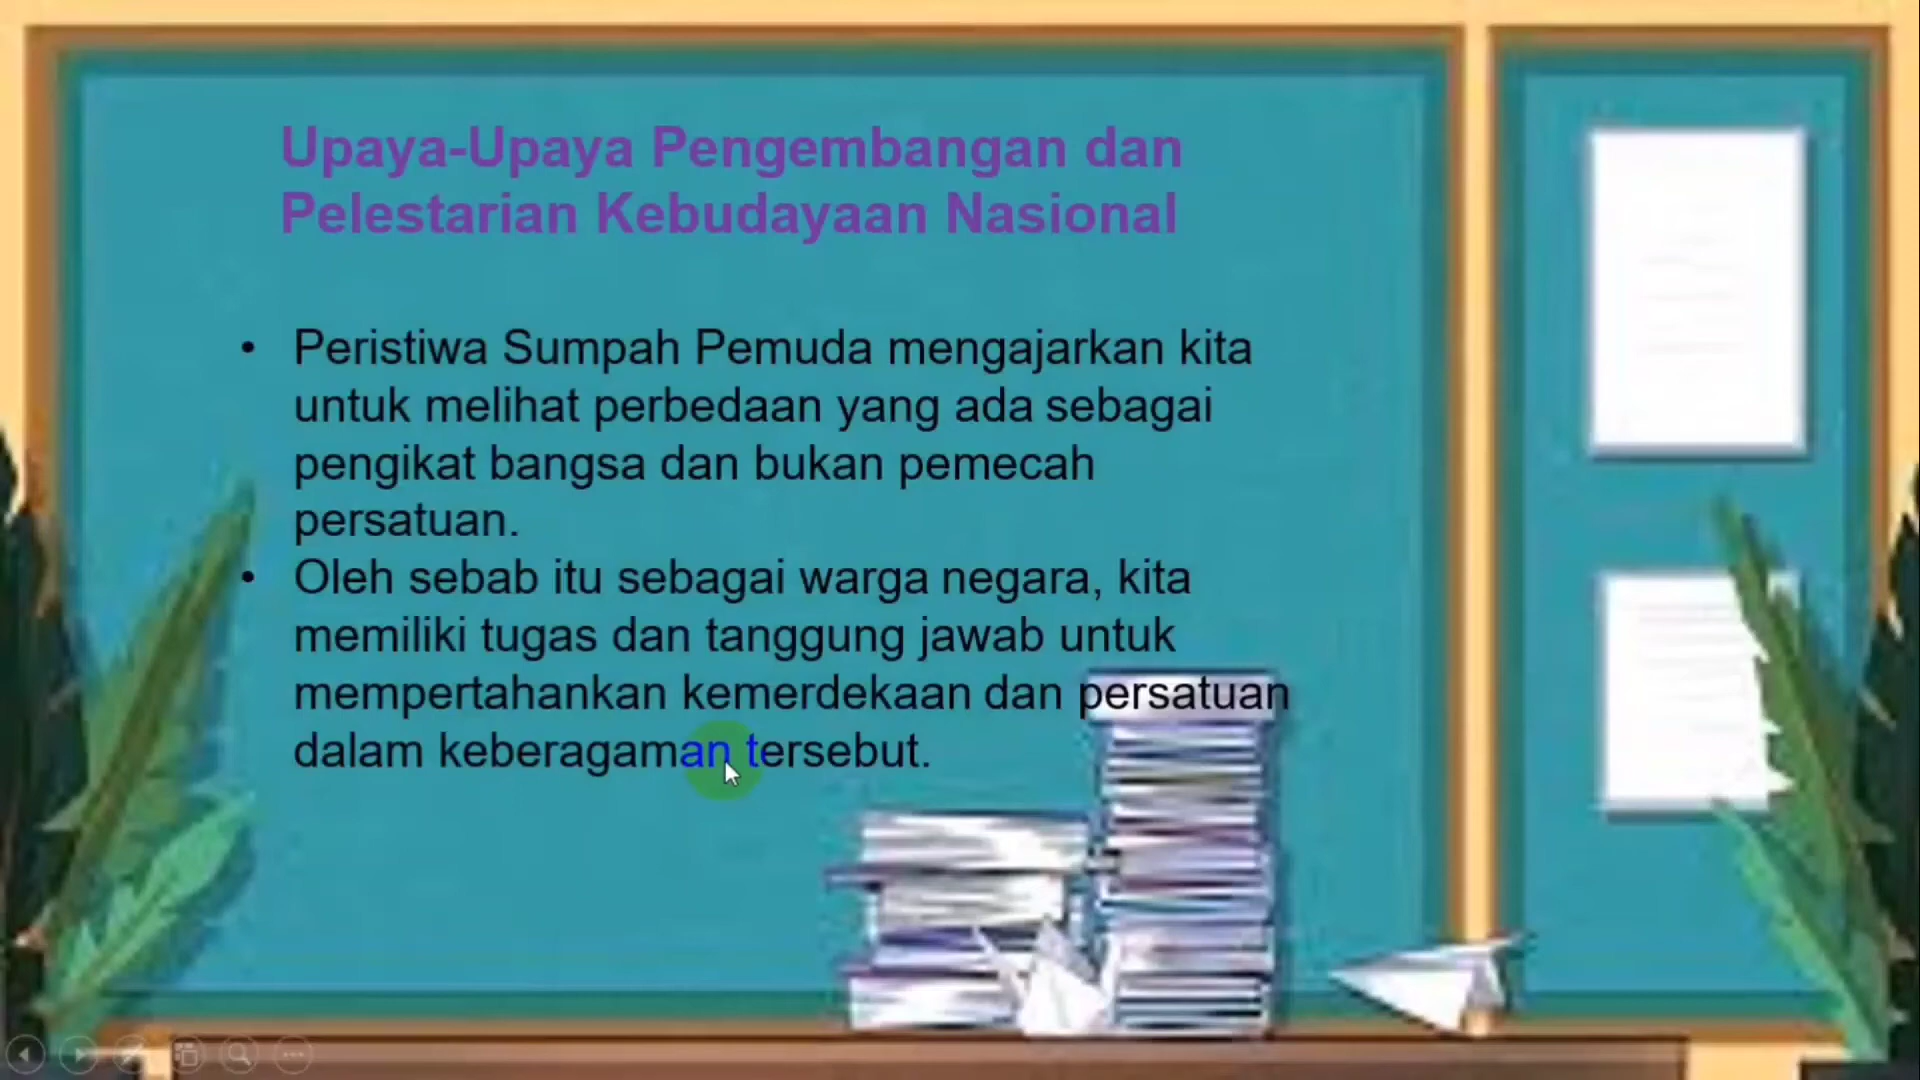 Upaya-Upaya Pengembangan dan
Pelestarian Kebudayaan Nasional
• Peristiwa Sumpah Pemuda mengajarkan kita
untuk melihat perbedaan yang ada sebagai
pengikat bangsa dan bukan pemecah
persatuan.
• Oleh sebab itu sebagai warga negara, kita
memiliki tugas dan tanggung jawab untuk
mempertahankan kemerdekaan dan persatuan
dalam keberagaman tersebut.